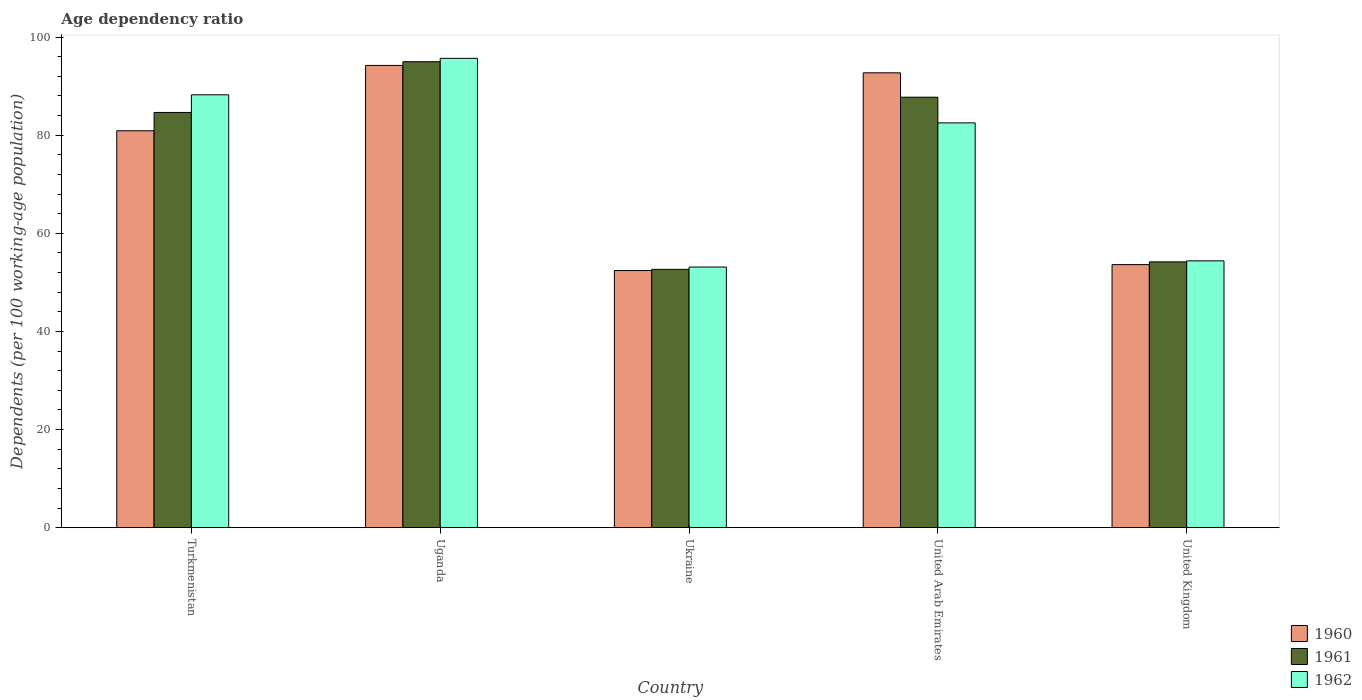 Age dependency ratio
Dependents (per 100 working-age population)
100
80
60
40
20
0
Turkmenistan
Uganda
Ukraine
United Arab Emirates
United Kingdom
Country
1960
1961
1962